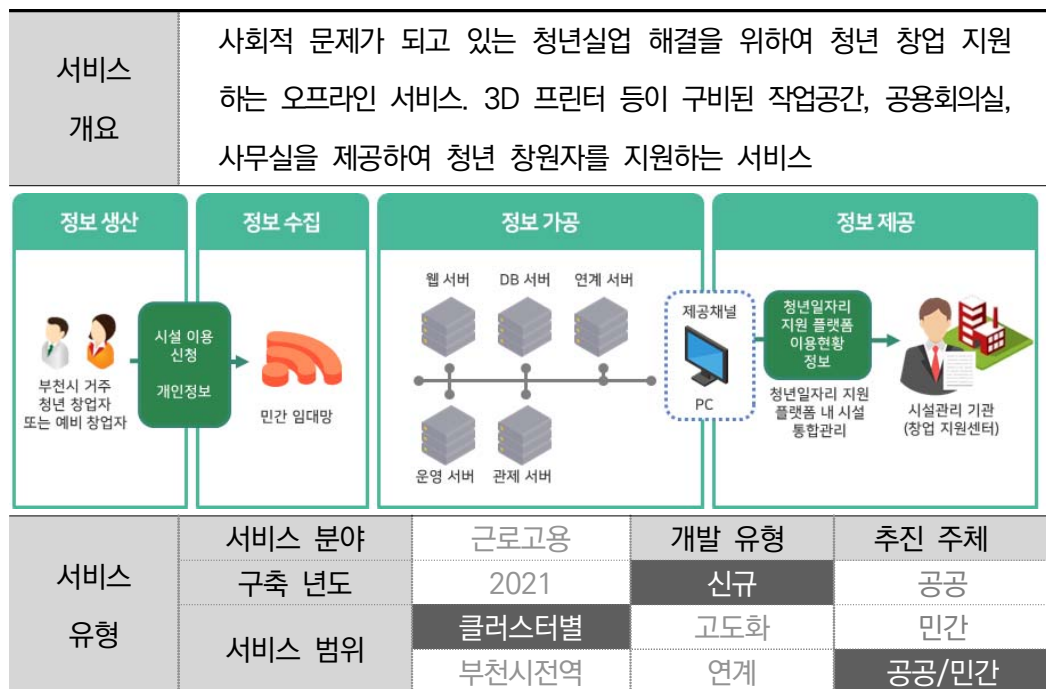 서비스
개요
사회적 문제가 되고 있는 청년실업 해결을 위하여 청년 창업 지원
하는 오프라인 서비스. 3D 프린터 등이 구비된 작업공간, 공용회의실,
사무실을 제공하여 청년 창원자를 지원하는 서비스
정보 생산
정보 수집
정보 가공
정보 제공
부천시 거주
청년 창업자
또는 예비 창업자
시설 이용
신청
개인정보
민간 임대망
웹 서버
DB 서버
연계 서버
운영 서버
관제 서버
제공채널
PC
청년일자리
지원 플랫폼
이용현황
정보
청년일자리 지원
플랫폼 내 시설
통합관리
시설관리 기관
(창업 지원센터)
서비스
유형
서비스 분야
근로고용
개발 유형
추진 주체
구축 년도
2021
신규
공공
서비스 범위
클러스터별
고도화
민간
부천시전역
연계
공공/민간